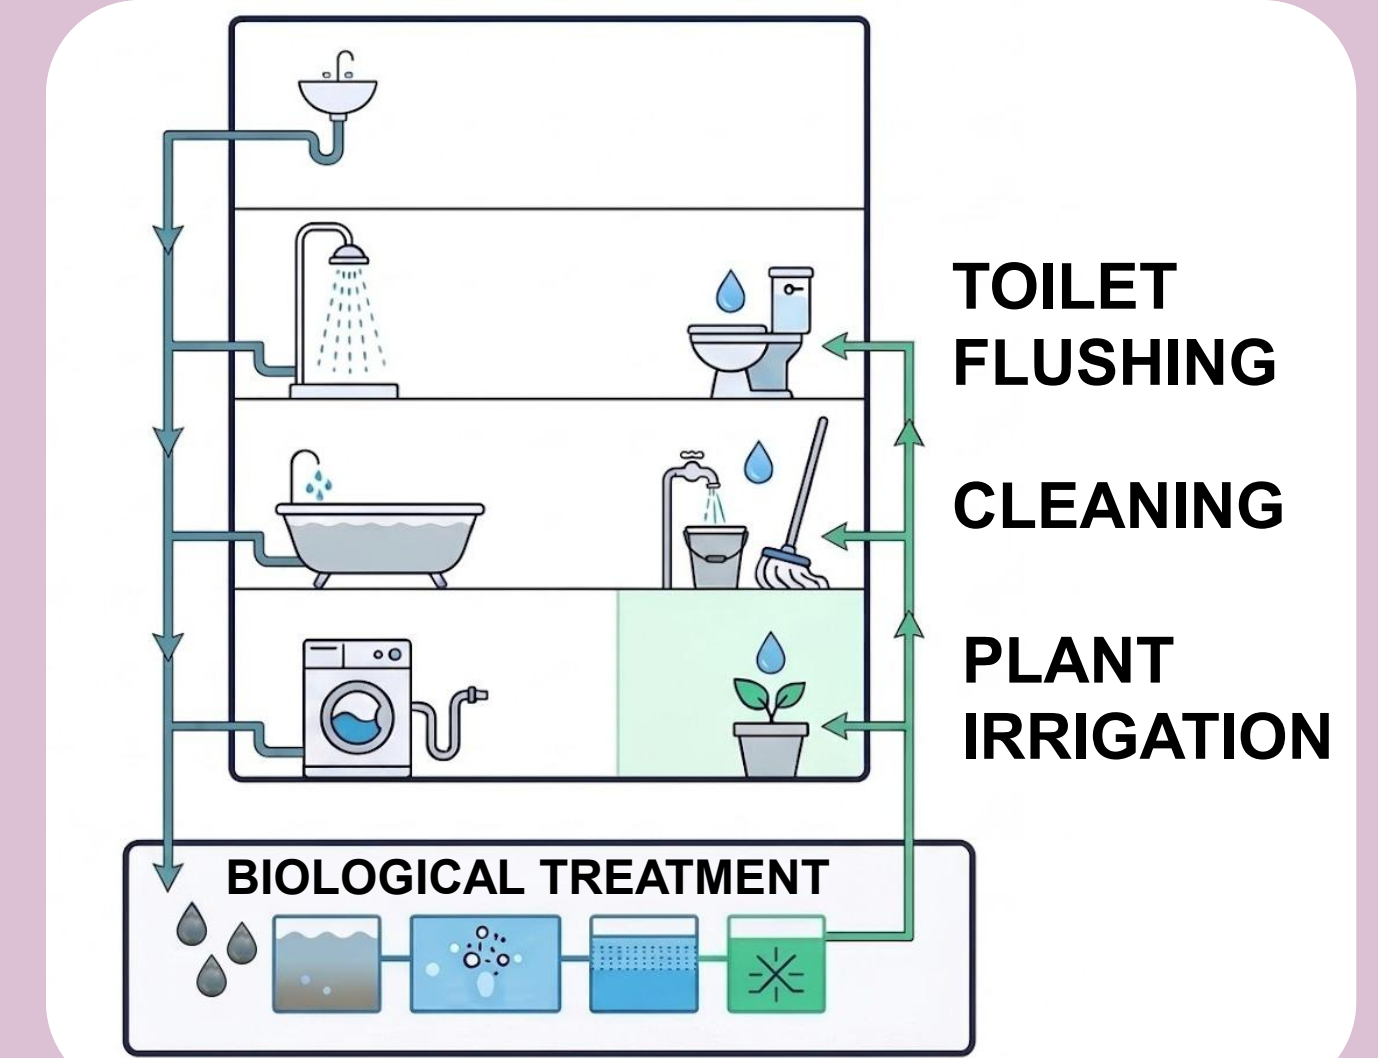 TOILET
FLUSHING
CLEANING
PLANT
IRRIGATION
BIOLOGICAL TREATMENT